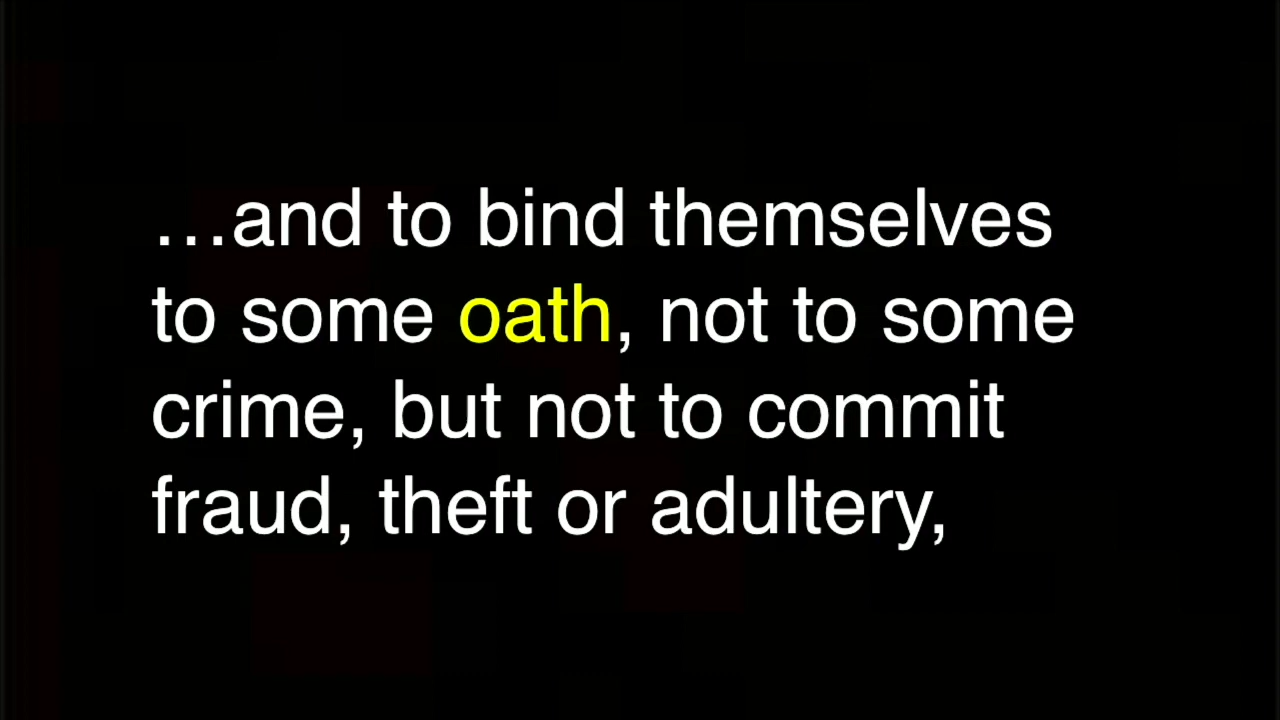 …and to bind themselves
to some oath, not to some
crime, but not to commit
fraud, theft or adultery,